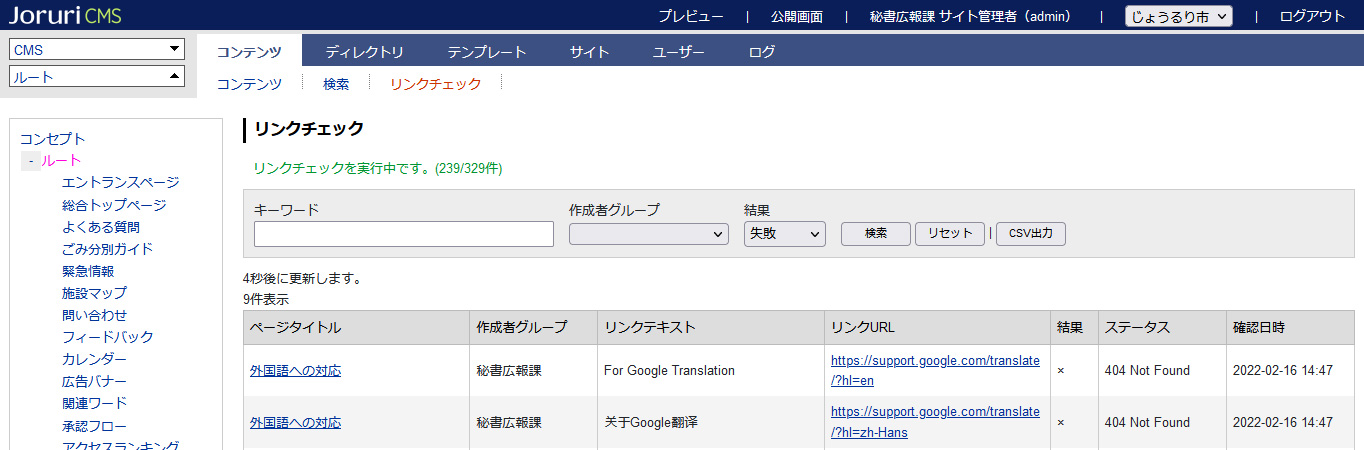 Joruri CMS
プレビュー | 公開画面 | 秘書広報課 サイト管理者（admin） | じょうるり市 | ログアウト
CMS
ルート
コンテンツ ディレクトリ テンプレート サイト ユーザー ログ
コンテンツ 検索 リンクチェック
コンセプト
- ルート
エントランスページ
総合トップページ
よくある質問
ごみ分別ガイド
緊急情報
施設マップ
問い合わせ
フィードバック
カレンダー
広告バナー
関連ワード
承認フロー
アクセスランキング
リンクチェック
リンクチェックを実行中です。(239/329件)
キーワード 作成者グループ 結果
失敗 検索 リセット | CSV出力
4秒後に更新します。
9件表示
ページタイトル 作成者グループ リンクテキスト リンクURL 結果 ステータス 確認日時
外国語への対応 秘書広報課 For Google Translation https://support.google.com/translate
/?hl=en × 404 Not Found 2022-02-16 14:47
外国語への対応 秘書広報課 关于Google翻译 https://support.google.com/translate
/?hl=zh-Hans × 404 Not Found 2022-02-16 14:47